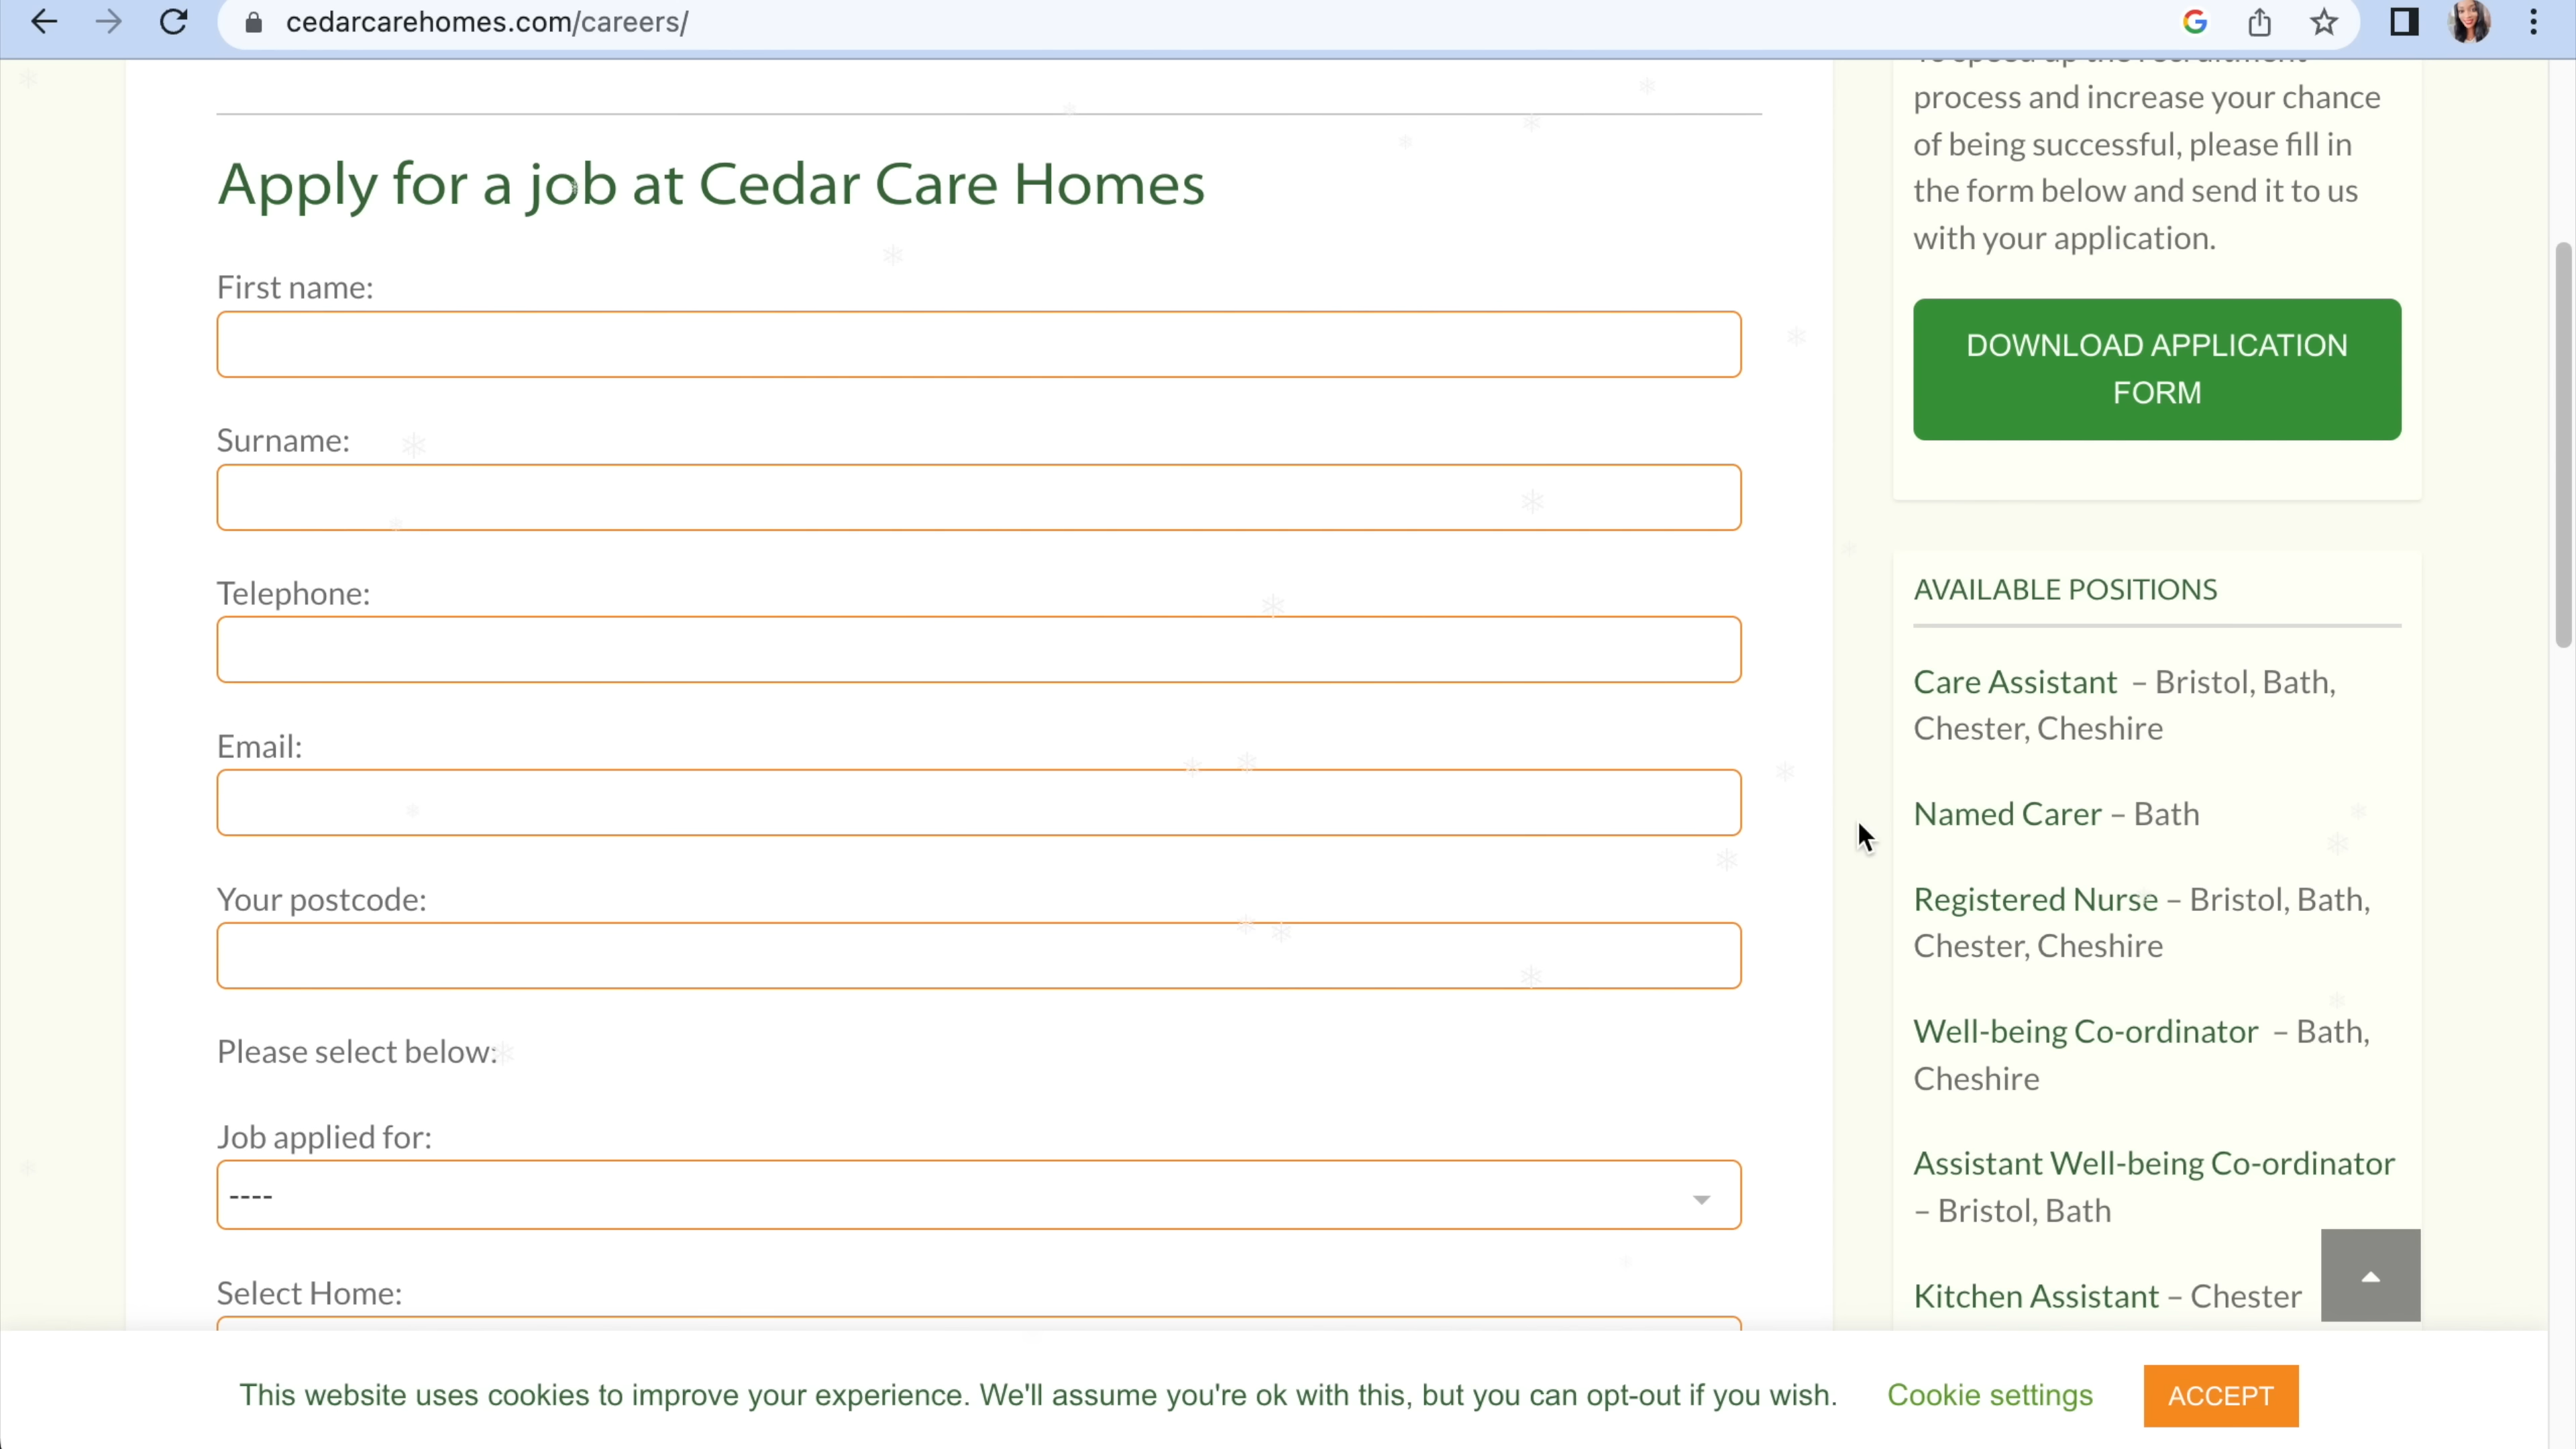 cedarcarehomes.com/careers/
Apply for a job at Cedar Care Homes
First name:
Surname:
Telephone:
Email:
Your postcode:
Please select below:
Job applied for:
----
Select Home:
To speed up the recruitment
process and increase your chance
of being successful, please fill in
the form below and send it to us
with your application.
DOWNLOAD APPLICATION
FORM
AVAILABLE POSITIONS
Care Assistant – Bristol, Bath,
Chester, Cheshire
Named Carer – Bath
Registered Nurse – Bristol, Bath,
Chester, Cheshire
Well-being Co-ordinator – Bath,
Cheshire
Assistant Well-being Co-ordinator
– Bristol, Bath
Kitchen Assistant – Chester
This website uses cookies to improve your experience. We'll assume you're ok with this, but you can opt-out if you wish. Cookie settings ACCEPT